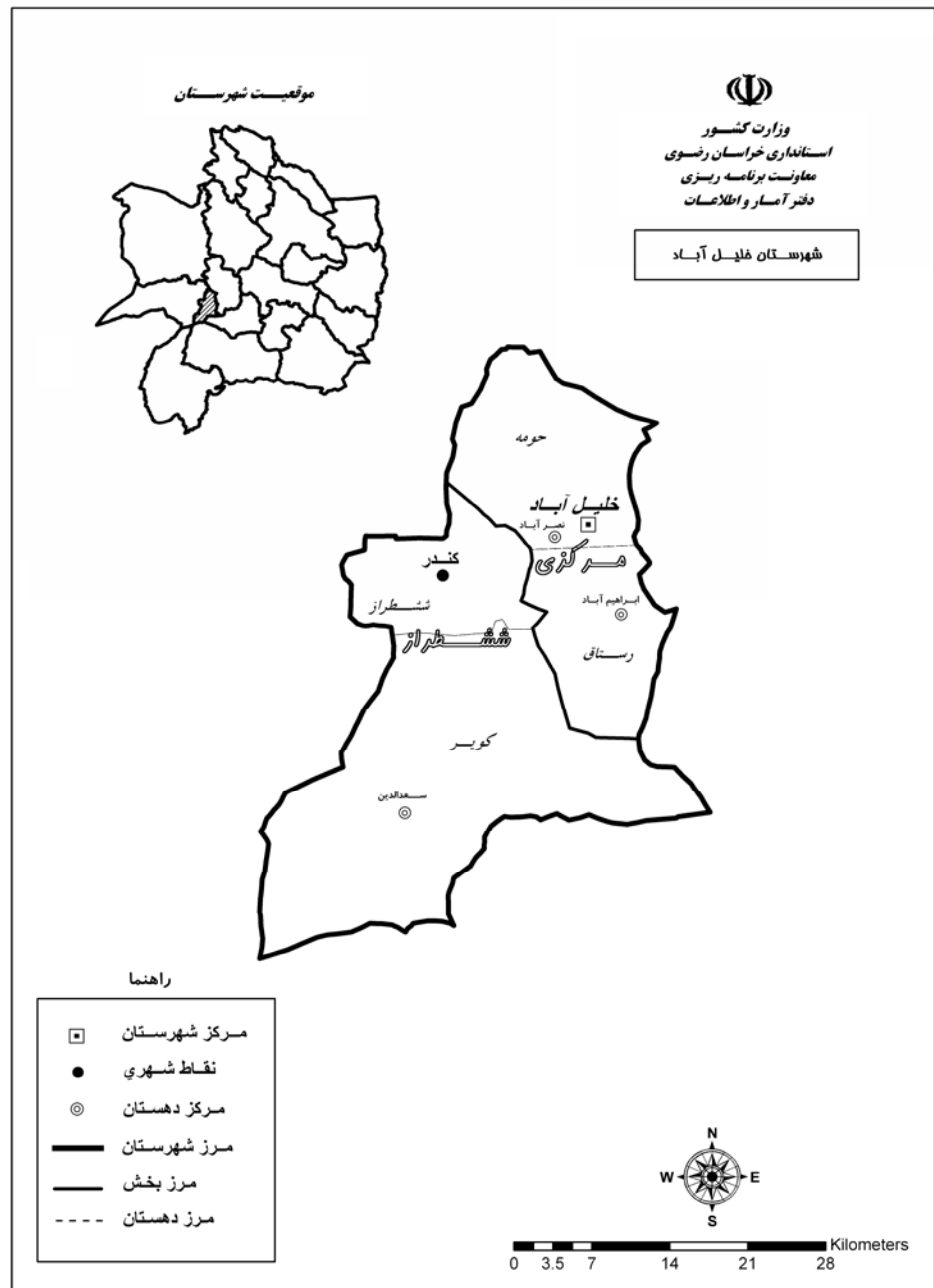 موقعیت شهرستان
وزارت کشور
استانداری خراسان رضوی
معاونت برنامه ریزی
دفتر آمار و اطلاعات
شهرستان خلیل آباد
حومه
خلیل آباد
نصر آباد
مرکزی
کندر
ابراهیم آباد
ششطراز
ششطراز
رستاق
کویر
سعدالدین
راهنما
مرکز شهرستان
نقاط شهري
مرکز دهستان
مرز شهرستان
مرز بخش
مرز دهستان
N
W E
S
Kilometers
0 3.5 7 14 21 28